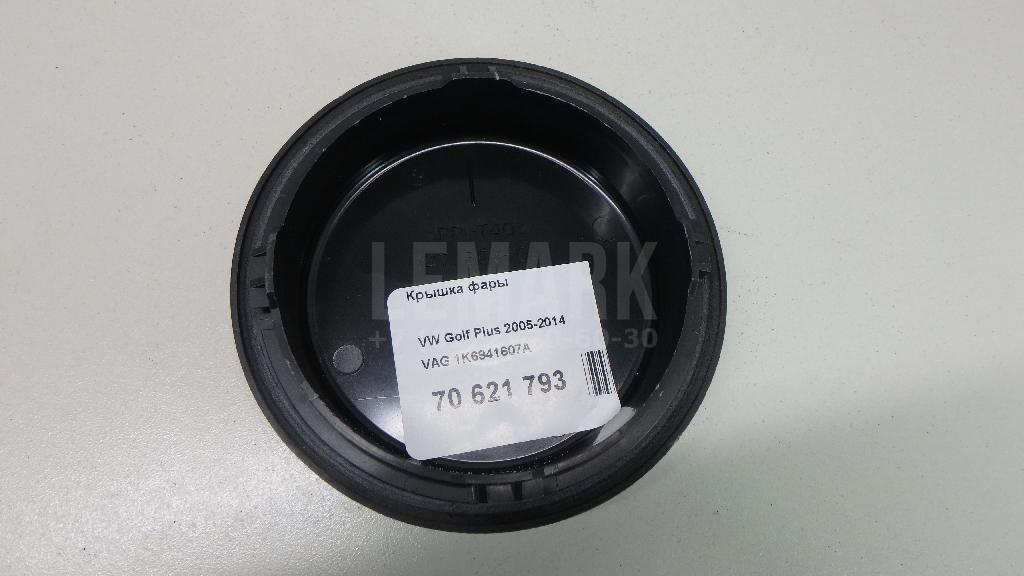 LEMARK
Крышка фары
VW Golf Plus 2005-2014
VAG 1K6941607A
70 621 793